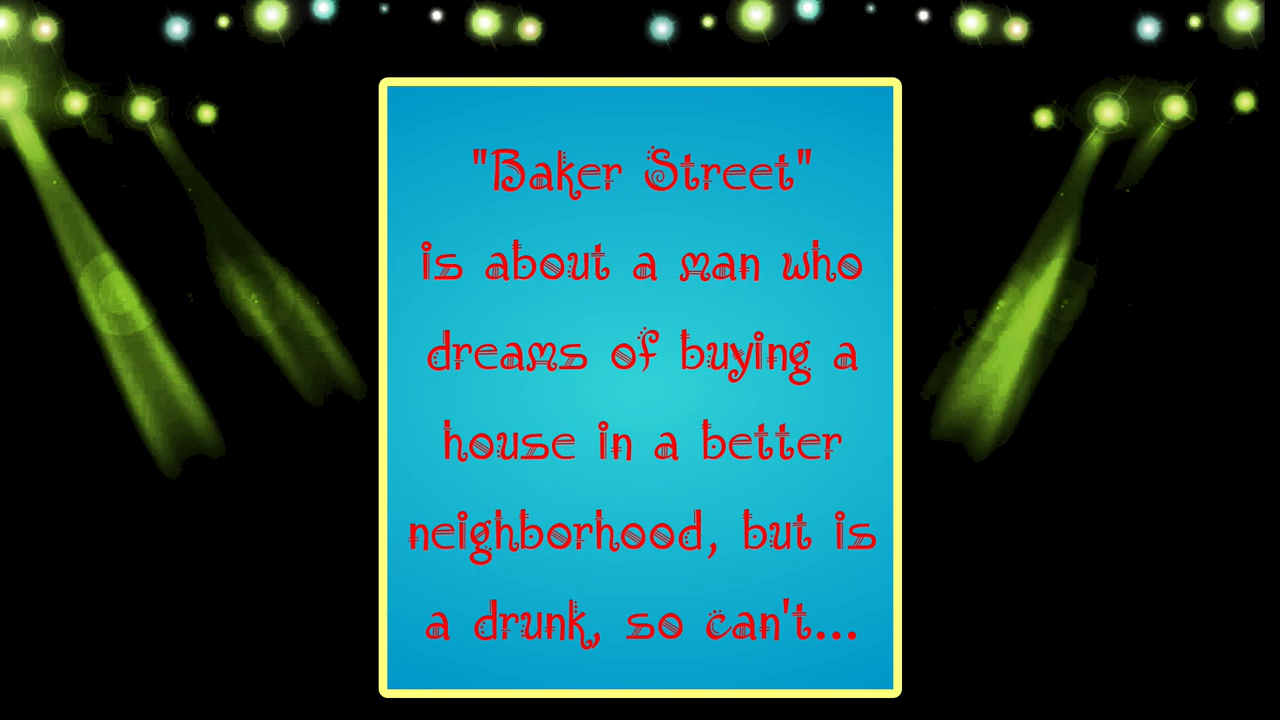 "Baker Street"
is about a man who
dreams of buying a
house in a better
neighborhood, but is
a drunk, so can't...